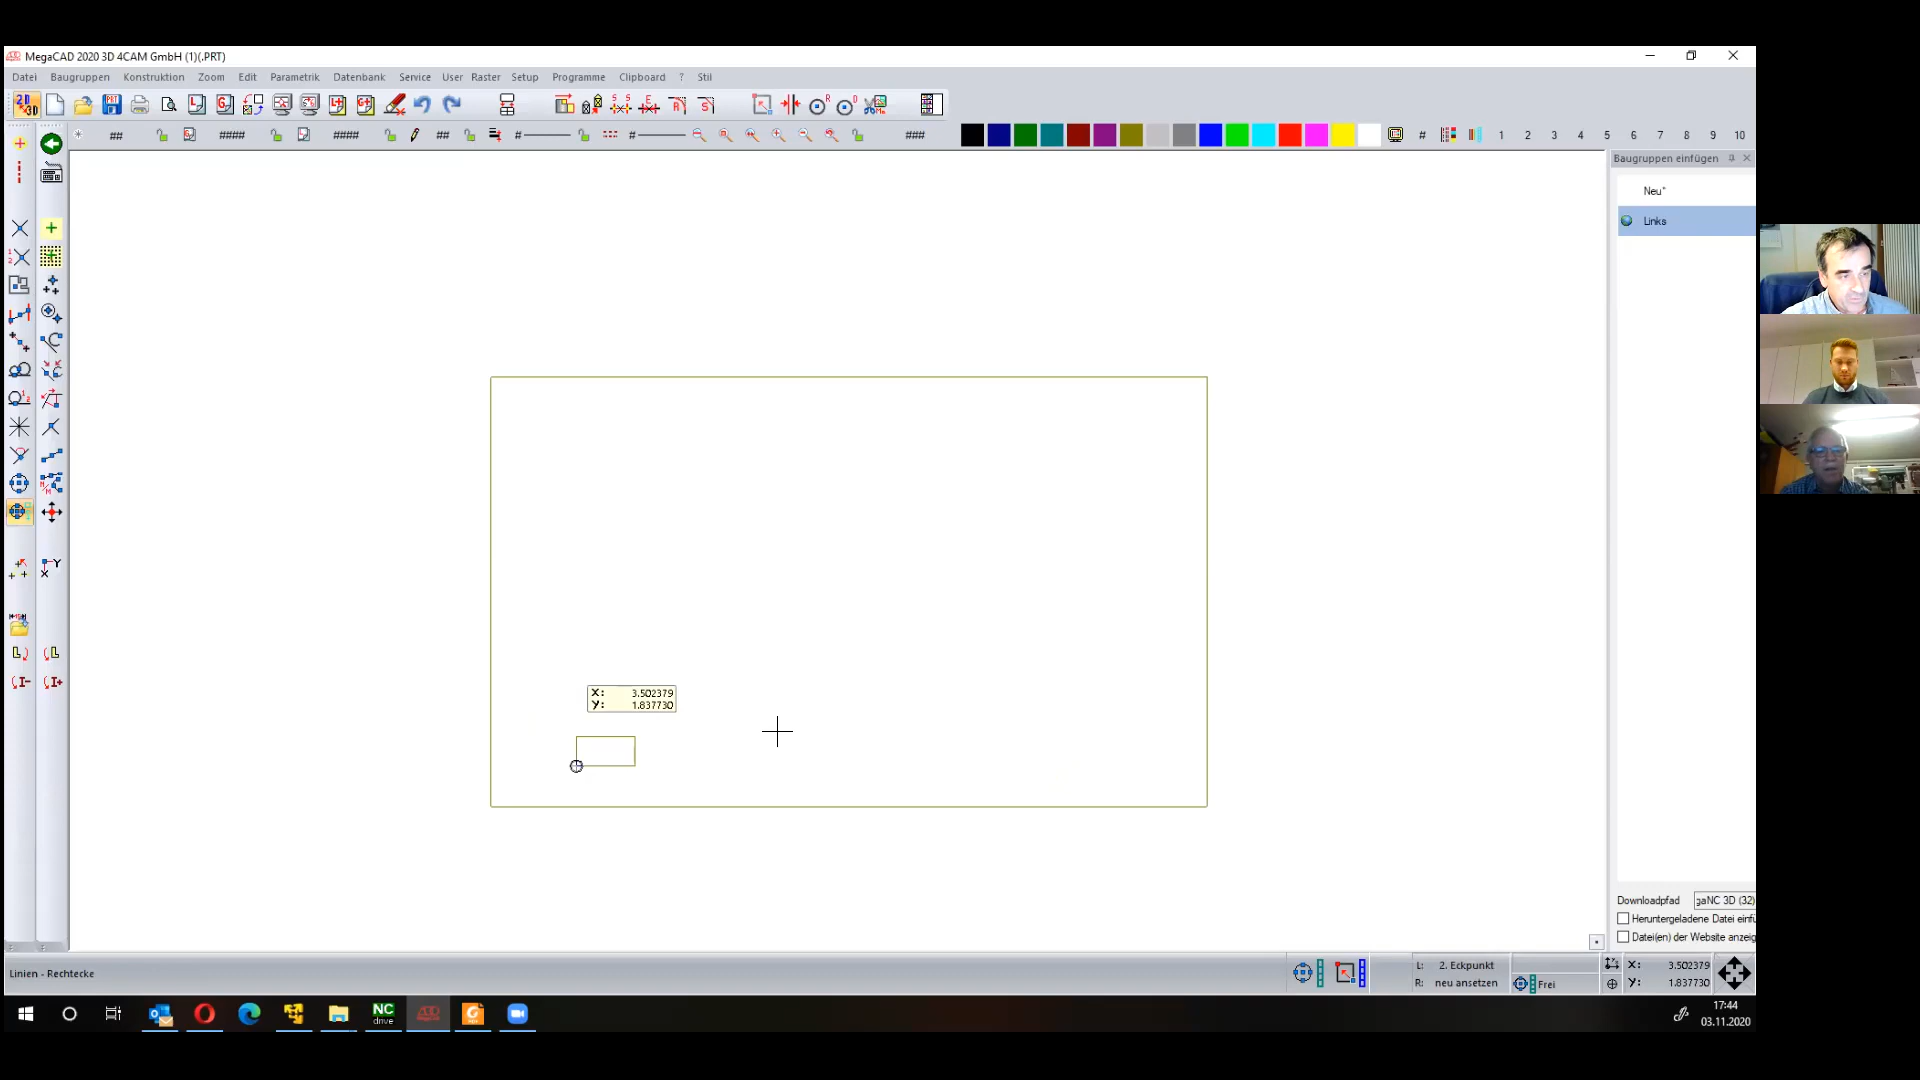 MegaCAD 2020 3D 4CAM GmbH (1)(.PRT)
Datei Baugruppen Konstruktion Zoom Edit Parametrik Datenbank Service User Raster Setup Programme Clipboard ? Stil
## #### #### ## # # ### # 1 2 3 4 5 6 7 8 9 10
Baugruppen einfügen
Neu*
Links
X: 3.502379
Y: 1.837730
Downloadpfad gaNC 3D (32)
Heruntergeladene Datei einfü
Datei(en) der Website anzeig
Linien - Rechtecke
L: 2. Eckpunkt
R: neu ansetzen
Frei
X: 3.502379
Y: 1.837730
NC
drive
17:44
03.11.2020